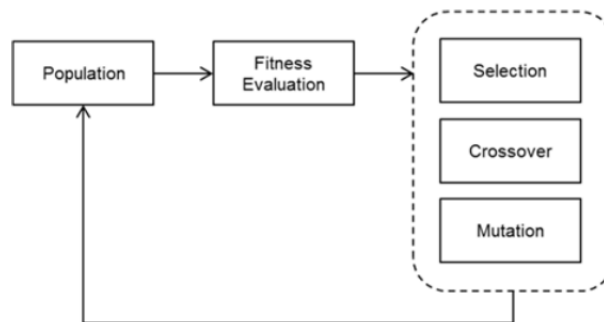 Population
Fitness
Evaluation
Selection
Crossover
Mutation